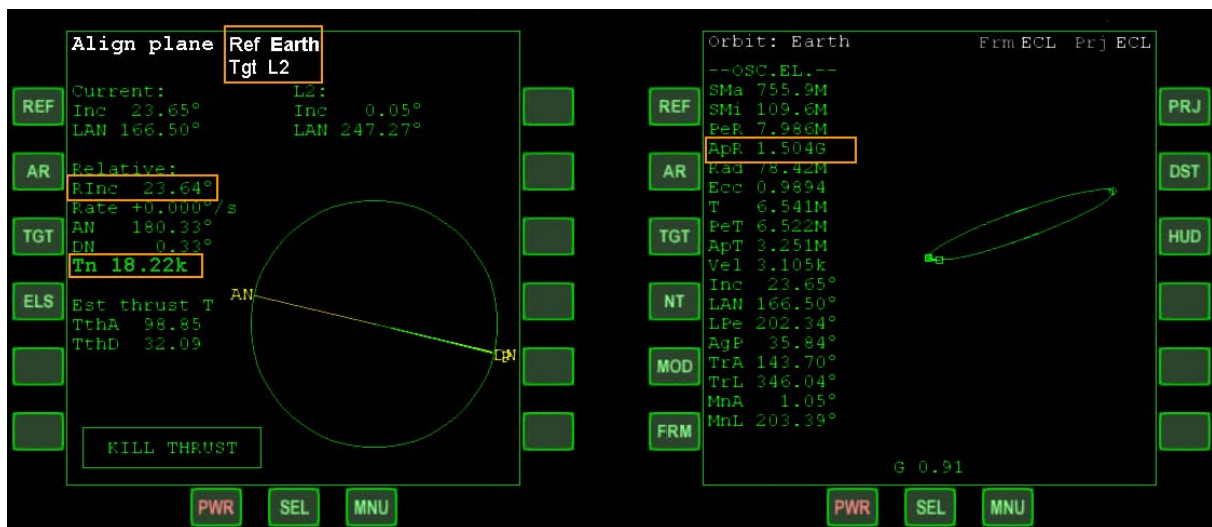 Align plane Ref Earth
Tgt L2
Current: L2:
Inc 23.65° Inc 0.05°
LAN 166.50° LAN 247.27°
Relative:
RInc 23.64°
Rate +0.000°/s
AN 180.33°
DN 0.33°
Tn 18.22k
Est thrust T
TthA 98.85
TthD 32.09
AN
KILL THRUST
REF
AR
TGT
ELS
PWR SEL MNU
Orbit: Earth Frm ECL Prj ECL
--OSC.EL.--
SMa 755.9M
SMi 109.6M
PeR 7.986M
ApR 1.504G
Rad 78.42M
Ecc 0.9894
T 6.541M
PeT 6.522M
ApT 3.251M
Vel 3.105k
Inc 23.65°
LAN 166.50°
LPe 202.34°
AgP 35.84°
TrA 143.70°
TrL 346.04°
MnA 1.05°
MnL 203.39°
G 0.91
REF
AR
TGT
NT
MOD
FRM
PRJ
DST
HUD
PWR SEL MNU